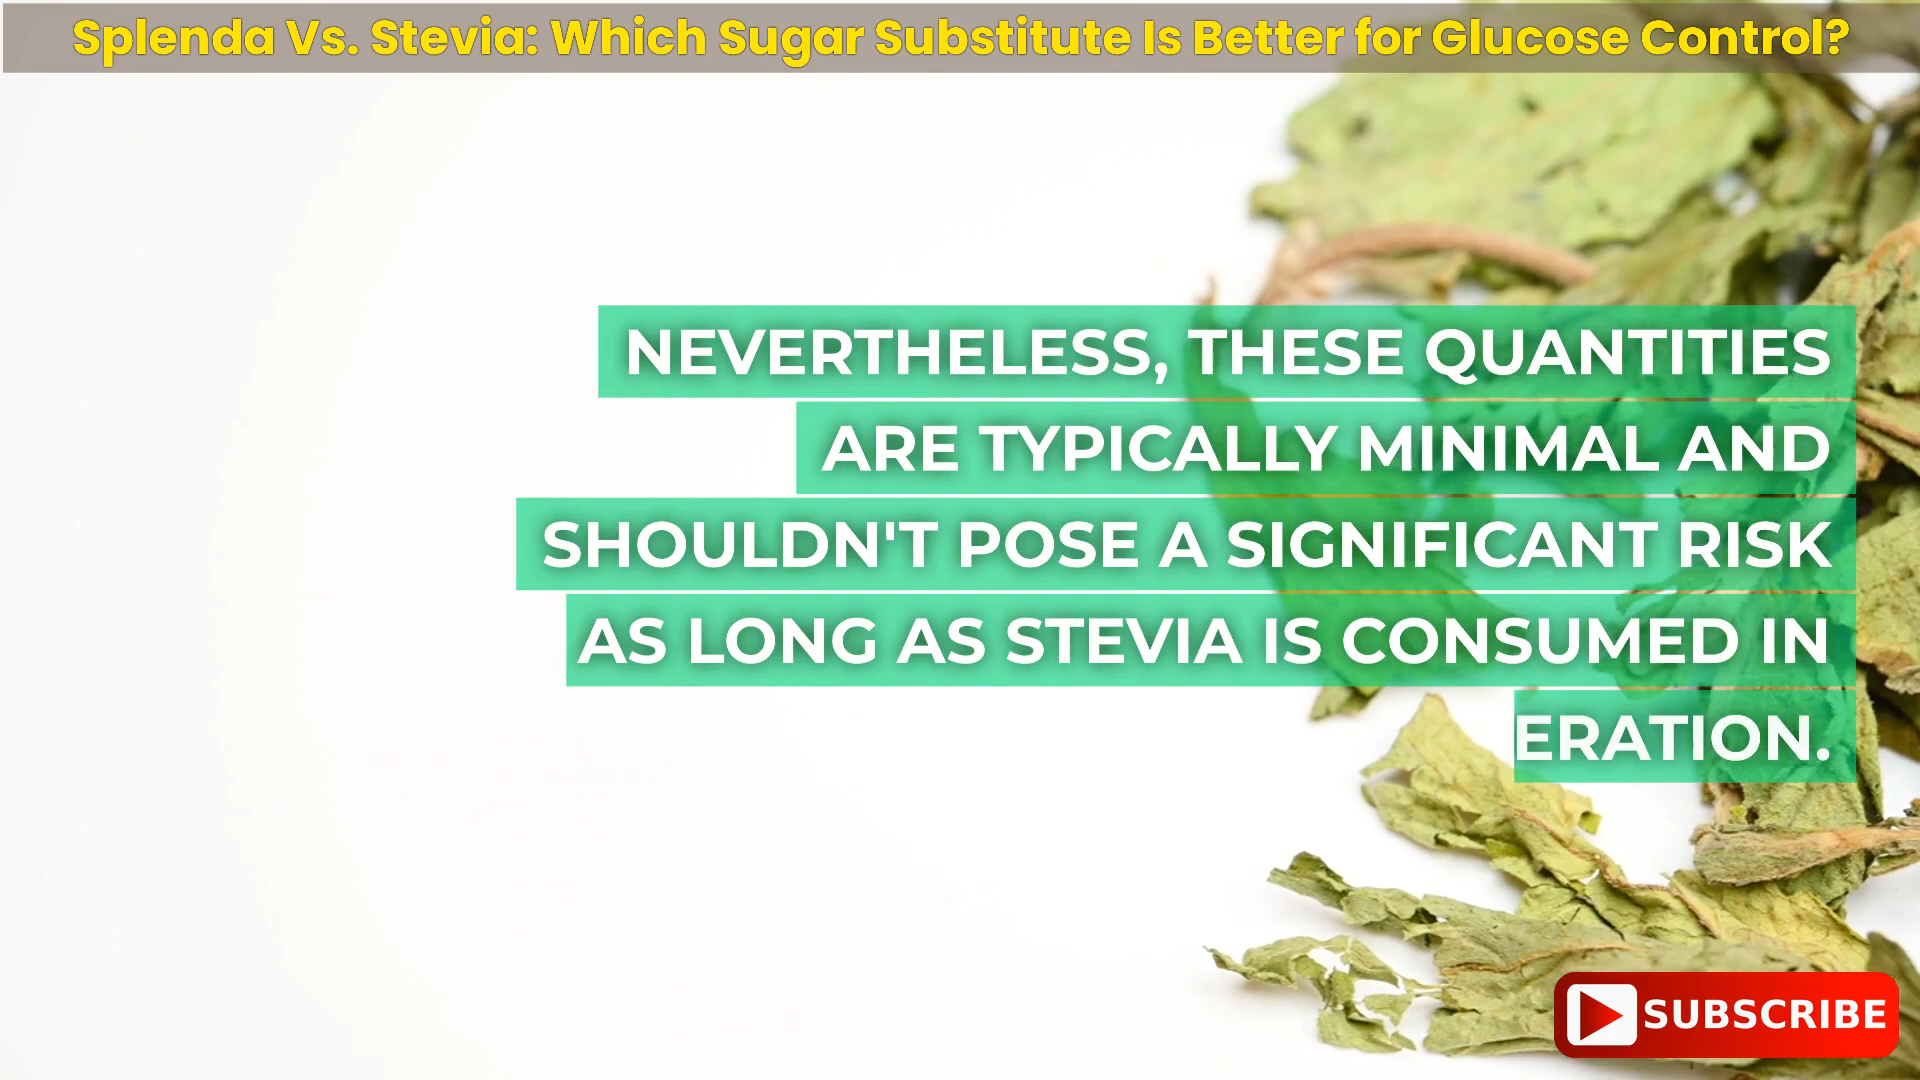 Splenda Vs. Stevia: Which Sugar Substitute Is Better for Glucose Control?
NEVERTHELESS, THESE QUANTITIES
ARE TYPICALLY MINIMAL AND
SHOULDN'T POSE A SIGNIFICANT RISK
AS LONG AS STEVIA IS CONSUMED IN
ERATION.
SUBSCRIBE